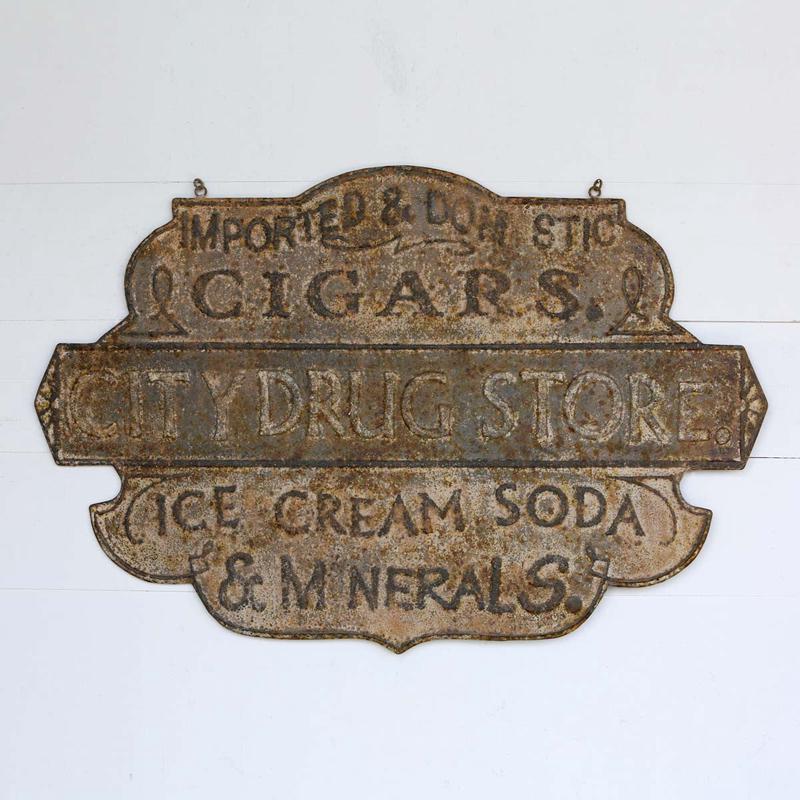 IMPORTED & DOMESTIC
CIGARS.
CITY DRUG STORE.
ICE CREAM SODA
& MINERALS.